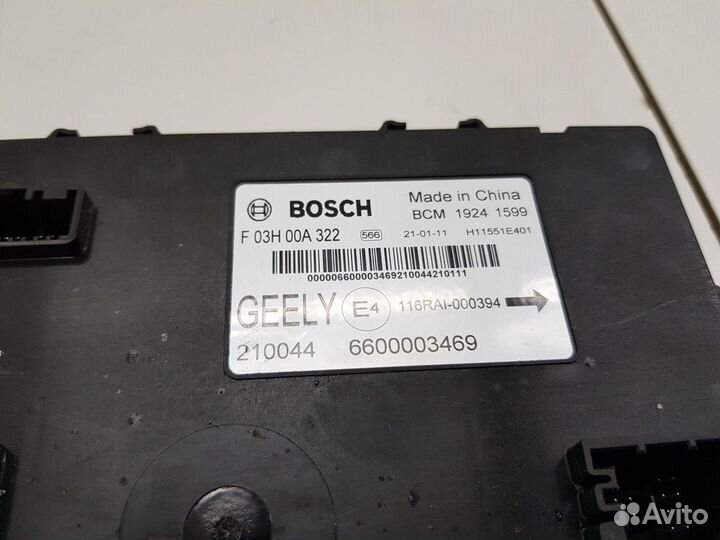 BOSCH
Made in China
BCM 1924 1599
F 03H 00A 322 566 21-01-11 H11551E401
000006600003469210044210111
GEELY E4 116RAI-000394
210044 6600003469
Avito